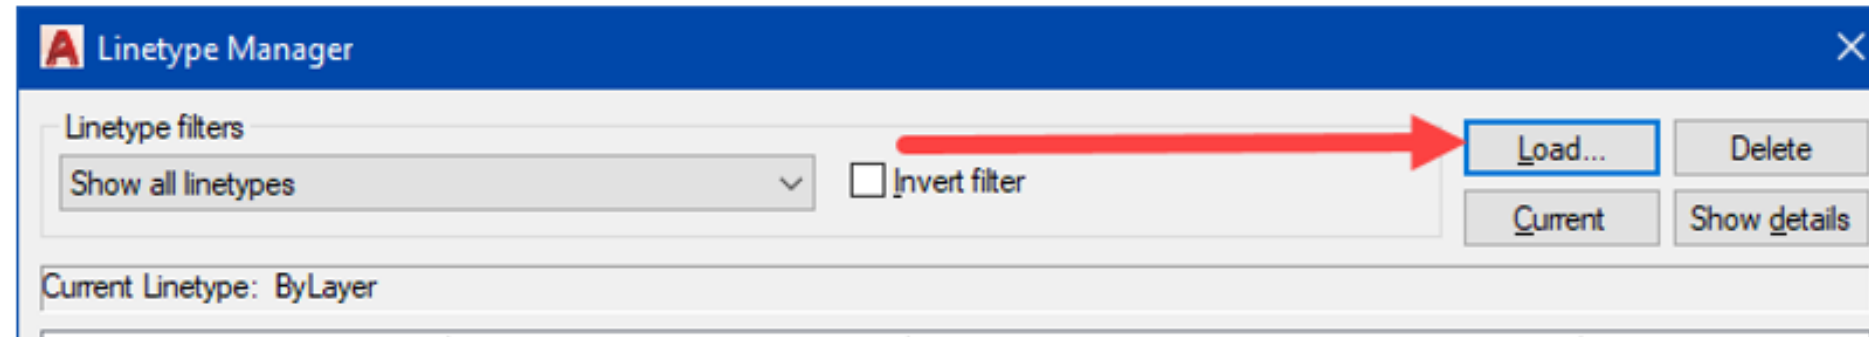 Linetype Manager
Linetype filters
Show all linetypes
Invert filter
Load...
Delete
Current
Show details
Current Linetype: ByLayer